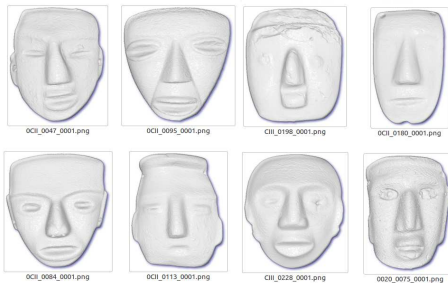 0CII_0047_0001.png
0CII_0095_0001.png
CIII_0198_0001.png
0CII_0180_0001.png
0CII_0084_0001.png
0CII_0113_0001.png
CIII_0228_0001.png
0020_0075_0001.png